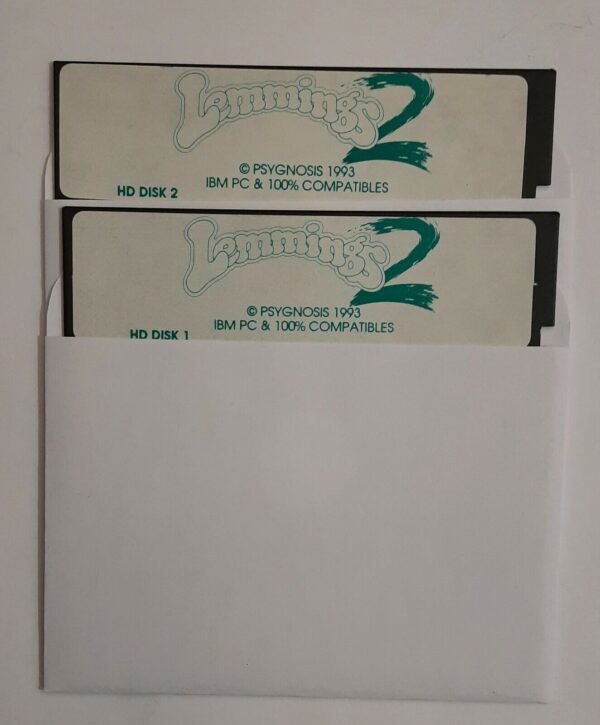 Lemmings 2
© PSYGNOSIS 1993
IBM PC & 100% COMPATIBLES
HD DISK 2
Lemmings 2
© PSYGNOSIS 1993
IBM PC & 100% COMPATIBLES
HD DISK 1